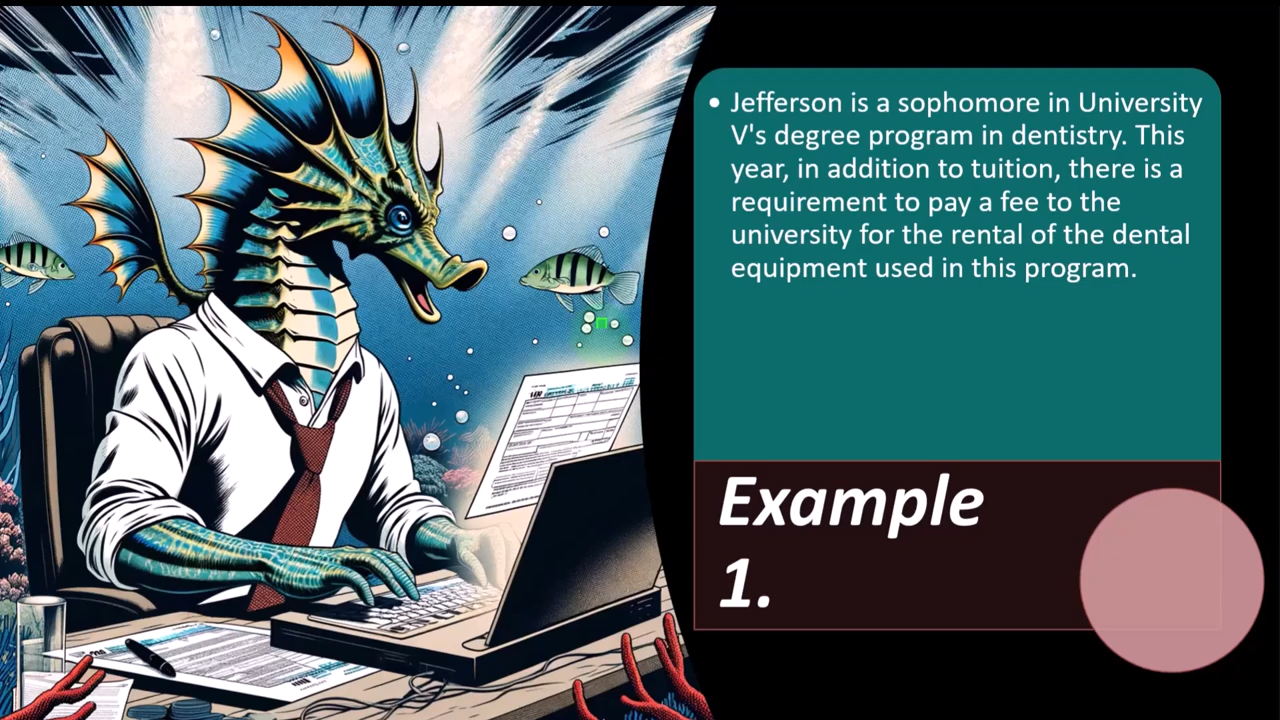 • Jefferson is a sophomore in University
V's degree program in dentistry. This
year, in addition to tuition, there is a
requirement to pay a fee to the
university for the rental of the dental
equipment used in this program.
Example
1.